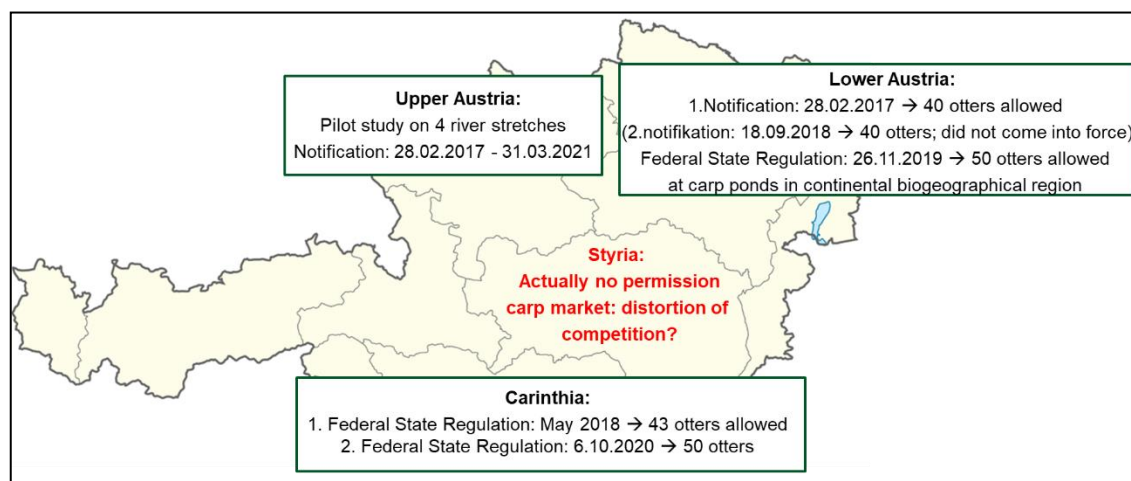 Upper Austria:
Pilot study on 4 river stretches
Notification: 28.02.2017 - 31.03.2021
Lower Austria:
1.Notification: 28.02.2017 → 40 otters allowed
(2.notifikation: 18.09.2018 → 40 otters; did not come into force)
Federal State Regulation: 26.11.2019 → 50 otters allowed
at carp ponds in continental biogeographical region
Styria:
Actually no permission
carp market: distortion of
competition?
Carinthia:
1. Federal State Regulation: May 2018 → 43 otters allowed
2. Federal State Regulation: 6.10.2020 → 50 otters